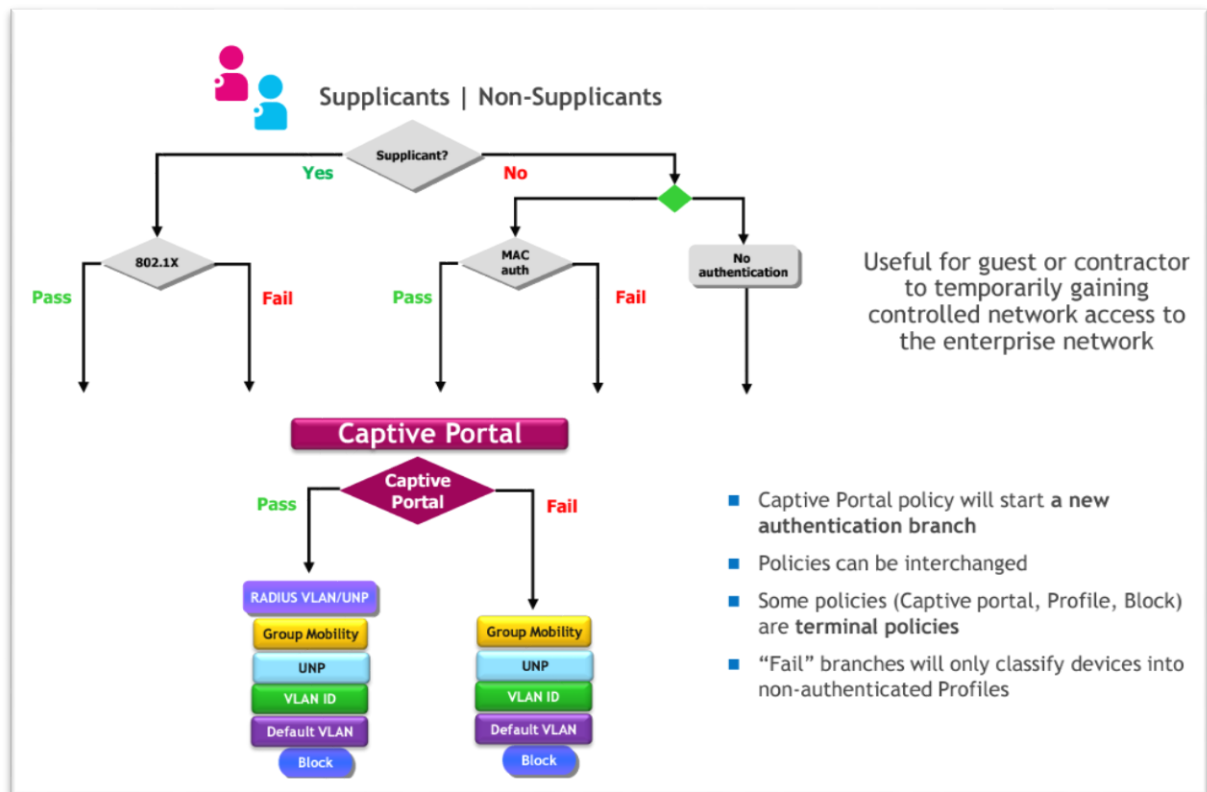 Supplicants | Non-Supplicants
Supplicant?
Yes
No
802.1X
MAC
auth
No
authentication
Pass
Fail
Pass
Fail
Useful for guest or contractor
to temporarily gaining
controlled network access to
the enterprise network
Captive Portal
Captive
Portal
Pass
Fail
RADIUS VLAN/UNP
Group Mobility
UNP
VLAN ID
Default VLAN
Block
Group Mobility
UNP
VLAN ID
Default VLAN
Block
Captive Portal policy will start a new
authentication branch
Policies can be interchanged
Some policies (Captive portal, Profile, Block)
are terminal policies
“Fail” branches will only classify devices into
non-authenticated Profiles